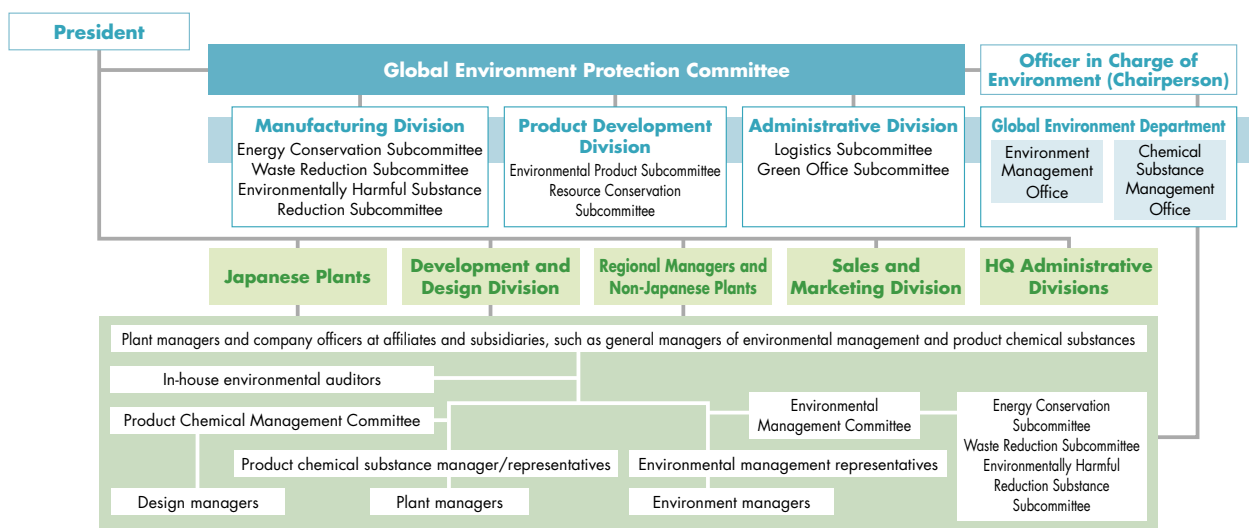 President
Global Environment Protection Committee
Officer in Charge of
Environment (Chairperson)
Manufacturing Division
Energy Conservation Subcommittee
Waste Reduction Subcommittee
Environmentally Harmful Substance
Reduction Subcommittee
Product Development
Division
Environmental Product Subcommittee
Resource Conservation
Subcommittee
Administrative Division
Logistics Subcommittee
Green Office Subcommittee
Global Environment Department
Environment
Management
Office
Chemical
Substance
Management
Office
Japanese Plants
Development and
Design Division
Regional Managers and
Non-Japanese Plants
Sales and
Marketing Division
HQ Administrative
Divisions
Plant managers and company officers at affiliates and subsidiaries, such as general managers of environmental management and product chemical substances
In-house environmental auditors
Product Chemical Management Committee
Environmental
Management Committee
Energy Conservation
Subcommittee
Waste Reduction Subcommittee
Environmentally Harmful
Reduction Substance
Subcommittee
Product chemical substance manager/representatives
Environmental management representatives
Design managers
Plant managers
Environment managers